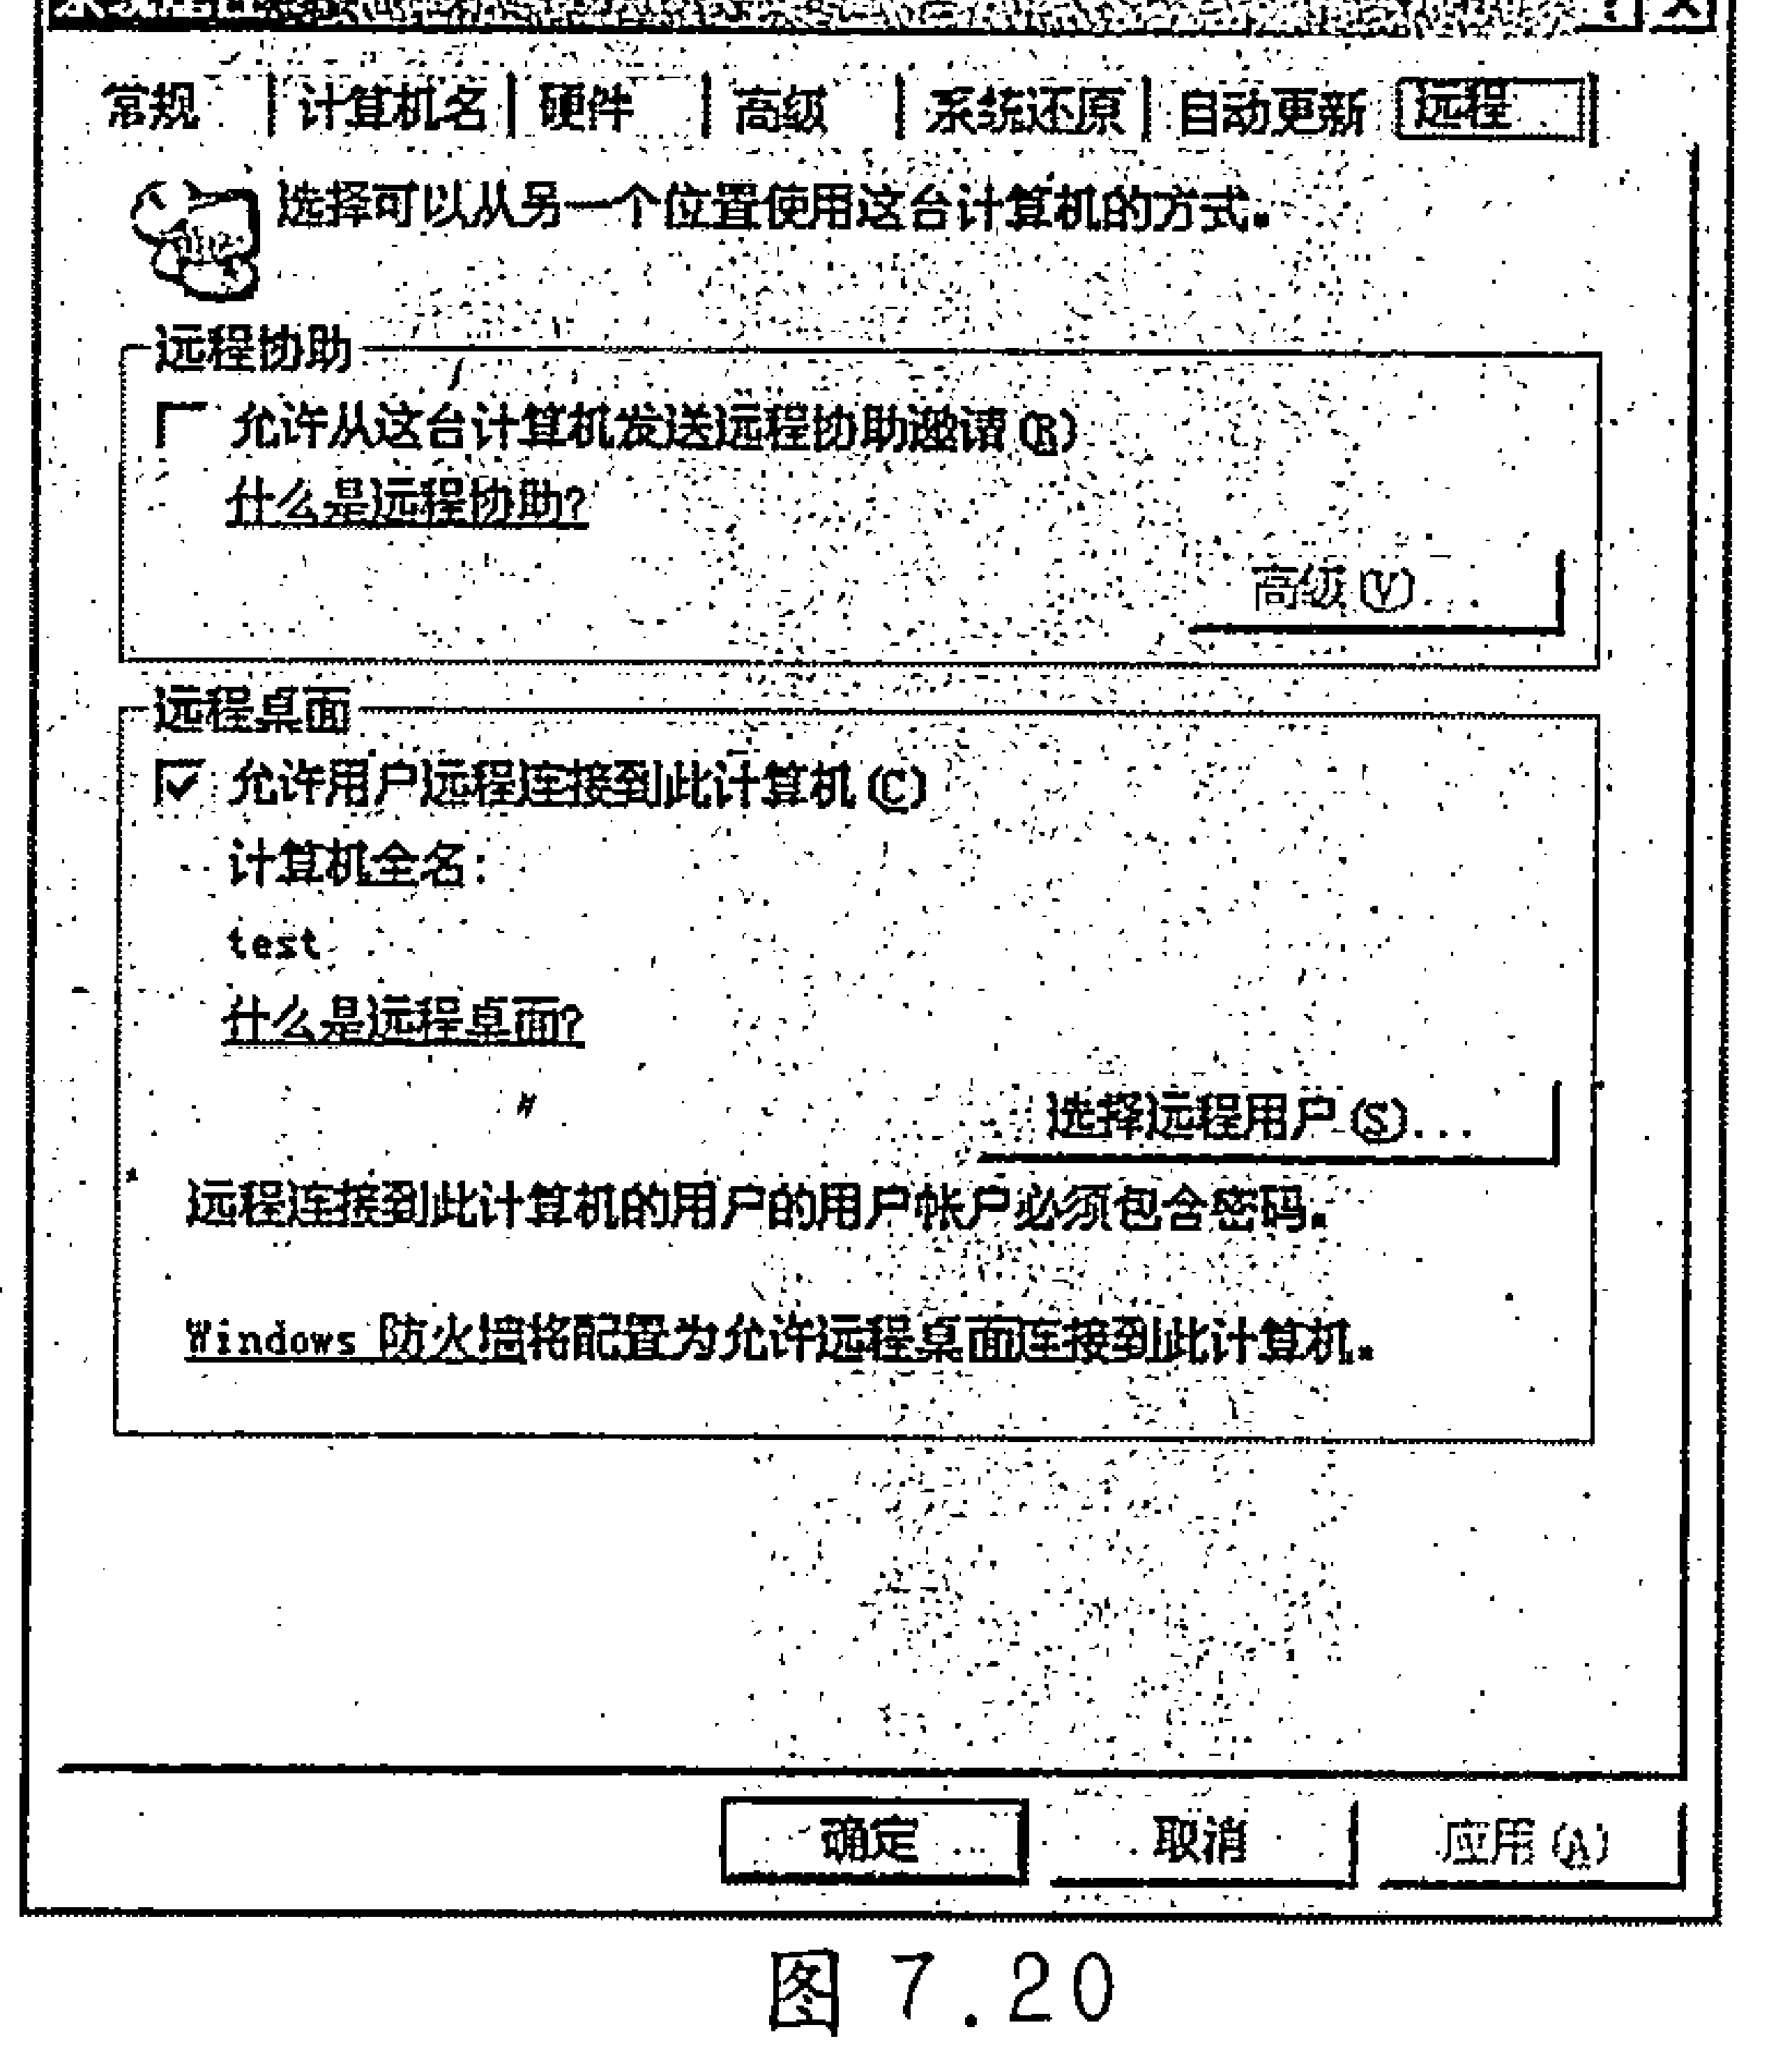 系统属性
常规 计算机名 硬件 高级 系统还原 自动更新 远程
选择可以从另一个位置使用这台计算机的方式。
远程协助
允许从这台计算机发送远程协助邀请(R)
什么是远程协助?
高级(V)...
远程桌面
允许用户远程连接到此计算机(C)
计算机全名:
test
什么是远程桌面?
选择远程用户(S)...
远程连接到此计算机的用户的用户帐户必须包含密码。
Windows 防火墙将配置为允许远程桌面连接到此计算机。
确定 取消 应用(A)
图 7.20